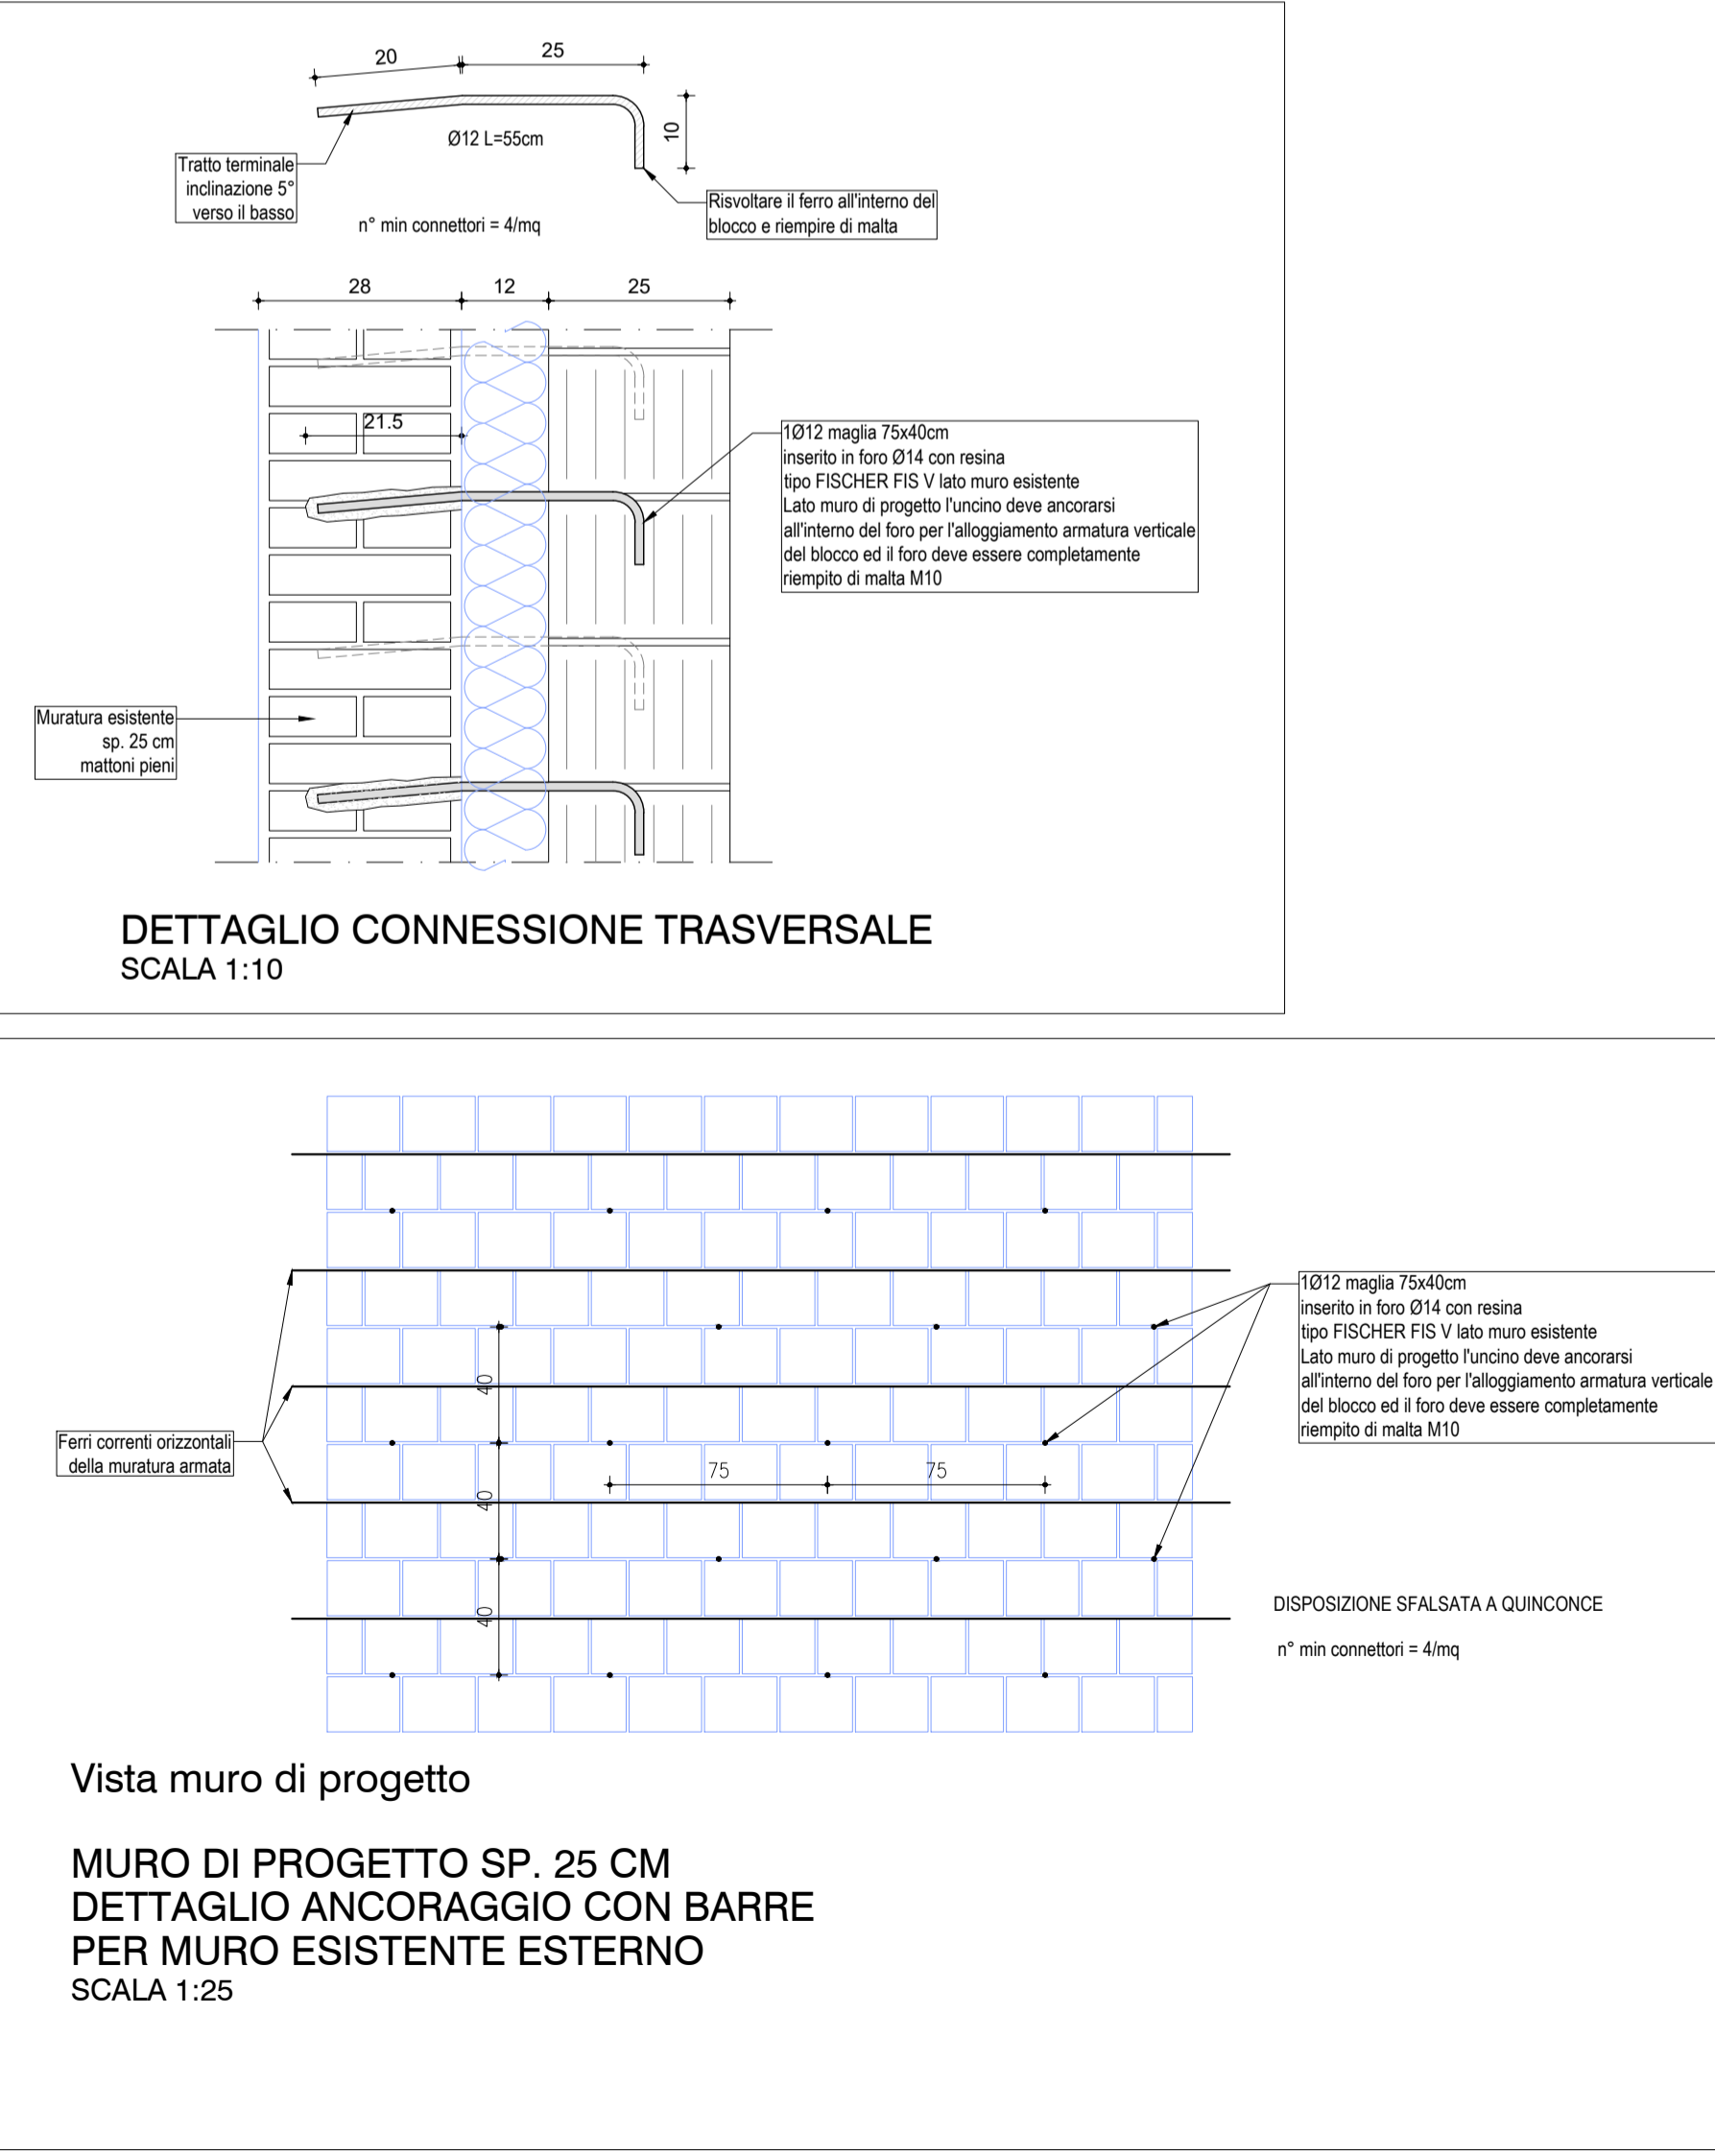 20
25
10
Ø12 L=55cm
Tratto terminale
inclinazione 5°
verso il basso
Risvoltare il ferro all'interno del
blocco e riempire di malta
n° min connettori = 4/mq
28
12
25
21.5
1Ø12 maglia 75x40cm
inserito in foro Ø14 con resina
tipo FISCHER FIS V lato muro esistente
Lato muro di progetto l'uncino deve ancorarsi
all'interno del foro per l'alloggiamento armatura verticale
del blocco ed il foro deve essere completamente
riempito di malta M10
Muratura esistente
sp. 25 cm
mattoni pieni
DETTAGLIO CONNESSIONE TRASVERSALE
SCALA 1:10
1Ø12 maglia 75x40cm
inserito in foro Ø14 con resina
tipo FISCHER FIS V lato muro esistente
Lato muro di progetto l'uncino deve ancorarsi
all'interno del foro per l'alloggiamento armatura verticale
del blocco ed il foro deve essere completamente
riempito di malta M10
40
40
40
75
75
Ferri correnti orizzontali
della muratura armata
DISPOSIZIONE SFALSATA A QUINCONCE
n° min connettori = 4/mq
Vista muro di progetto
MURO DI PROGETTO SP. 25 CM
DETTAGLIO ANCORAGGIO CON BARRE
PER MURO ESISTENTE ESTERNO
SCALA 1:25